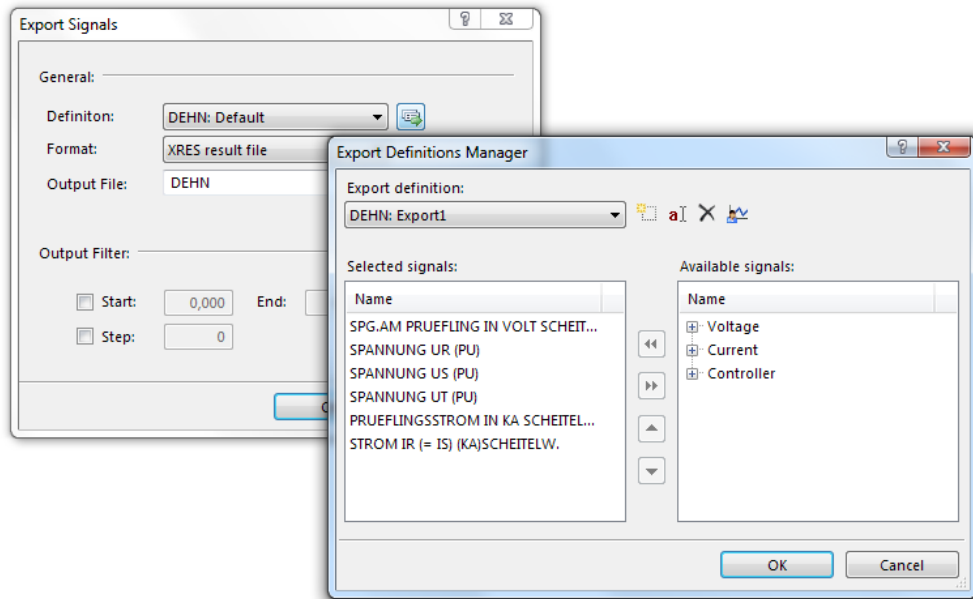 Export Signals
General:
Definiton:
DEHN: Default
Format:
XRES result file
Output File:
DEHN
Output Filter:
Start:
0,000
End:
Step:
0
Export Definitions Manager
Export definition:
DEHN: Export1
Selected signals:
Name
SPG.AM PRUEFLING IN VOLT SCHEIT...
SPANNUNG UR (PU)
SPANNUNG US (PU)
SPANNUNG UT (PU)
PRUEFLINGSSTROM IN KA SCHEITEL...
STROM IR (= IS) (KA)SCHEITELW.
Available signals:
Name
Voltage
Current
Controller
OK
Cancel